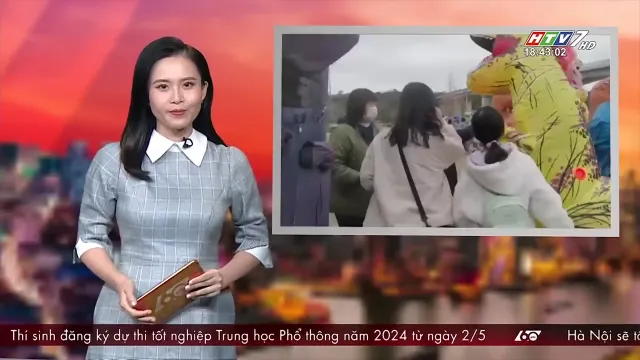 HTV7 HD
18:43:02
Thí sinh đăng ký dự thi tốt nghiệp Trung học Phổ thông năm 2024 từ ngày 2/5
60
Hà Nội sẽ t